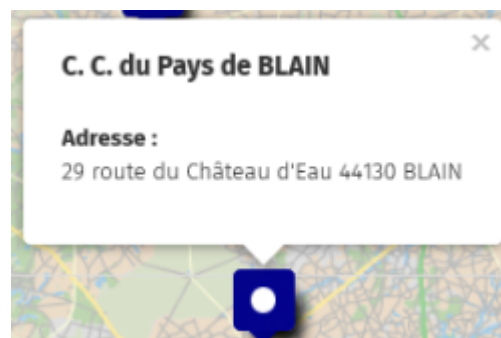 C. C. du Pays de BLAIN
×
Adresse :
29 route du Château d'Eau 44130 BLAIN